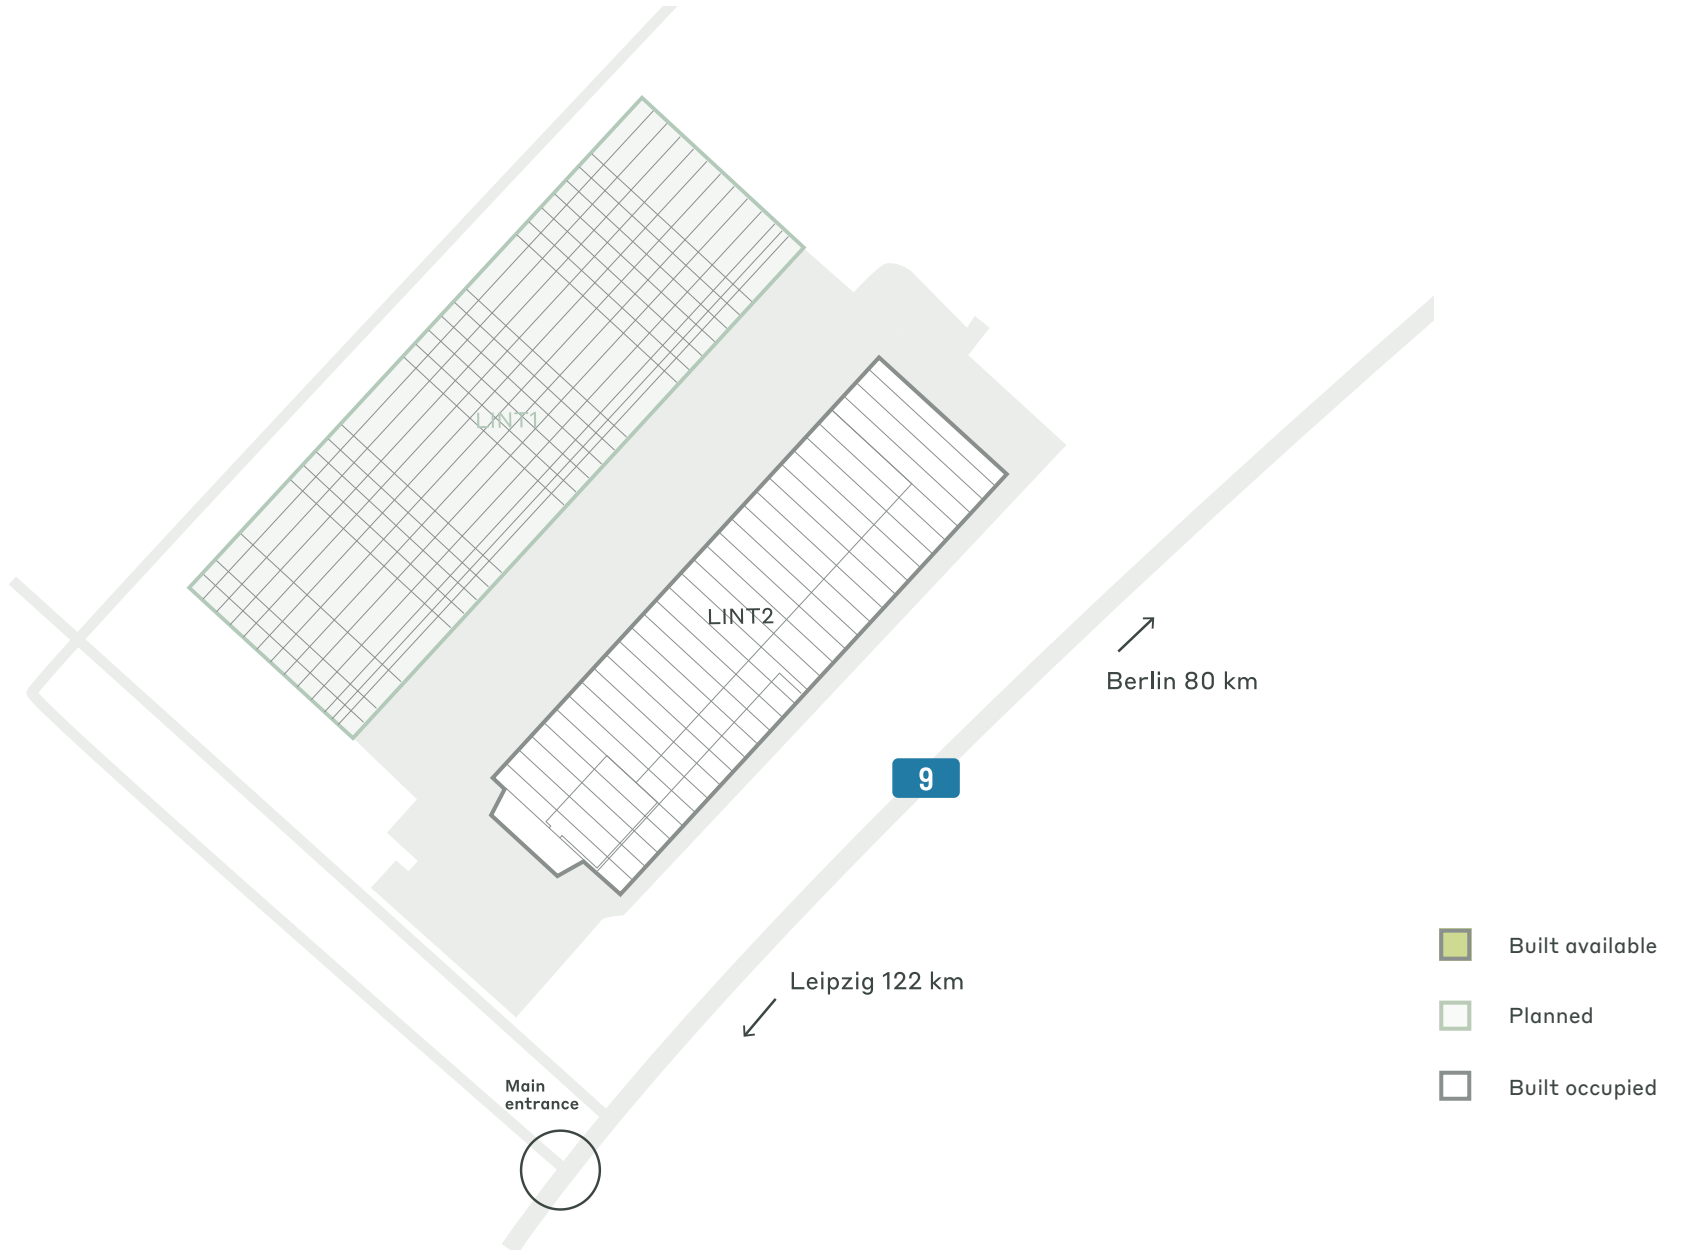 LINT1
LINT2
Berlin 80 km
9
Leipzig 122 km
Main
entrance
Built available
Planned
Built occupied